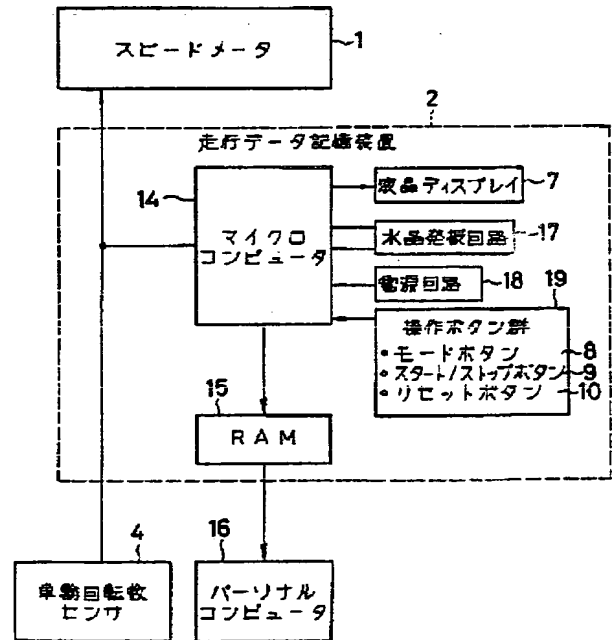 スピードメータ
1
2
走行データ記憶装置
14
マイクロ
コンピュータ
液晶ディスプレイ
7
水晶発振回路
17
電源回路
18
19
操作ボタン群
• モードボタン
8
• スタート/ストップボタン
9
• リセットボタン
10
15
RAM
4
車輪回転数
センサ
16
パーソナル
コンピュータ